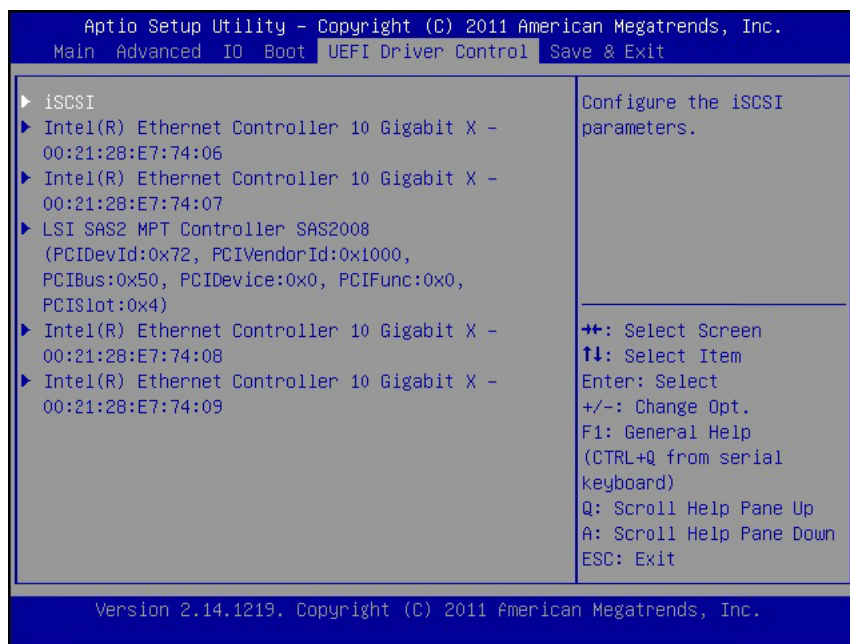 Aptio Setup Utility – Copyright (C) 2011 American Megatrends, Inc.
Main Advanced IO Boot UEFI Driver Control Save & Exit
▶ iSCSI
▶ Intel(R) Ethernet Controller 10 Gigabit X –
00:21:28:E7:74:06
▶ Intel(R) Ethernet Controller 10 Gigabit X –
00:21:28:E7:74:07
▶ LSI SAS2 MPT Controller SAS2008
(PCIDevId:0x72, PCIVendorId:0x1000,
PCIBus:0x50, PCIDevice:0x0, PCIFunc:0x0,
PCISlot:0x4)
▶ Intel(R) Ethernet Controller 10 Gigabit X –
00:21:28:E7:74:08
▶ Intel(R) Ethernet Controller 10 Gigabit X –
00:21:28:E7:74:09
Configure the iSCSI
parameters.
→←: Select Screen
↑↓: Select Item
Enter: Select
+/-: Change Opt.
F1: General Help
(CTRL+Q from serial
keyboard)
Q: Scroll Help Pane Up
A: Scroll Help Pane Down
ESC: Exit
Version 2.14.1219. Copyright (C) 2011 American Megatrends, Inc.